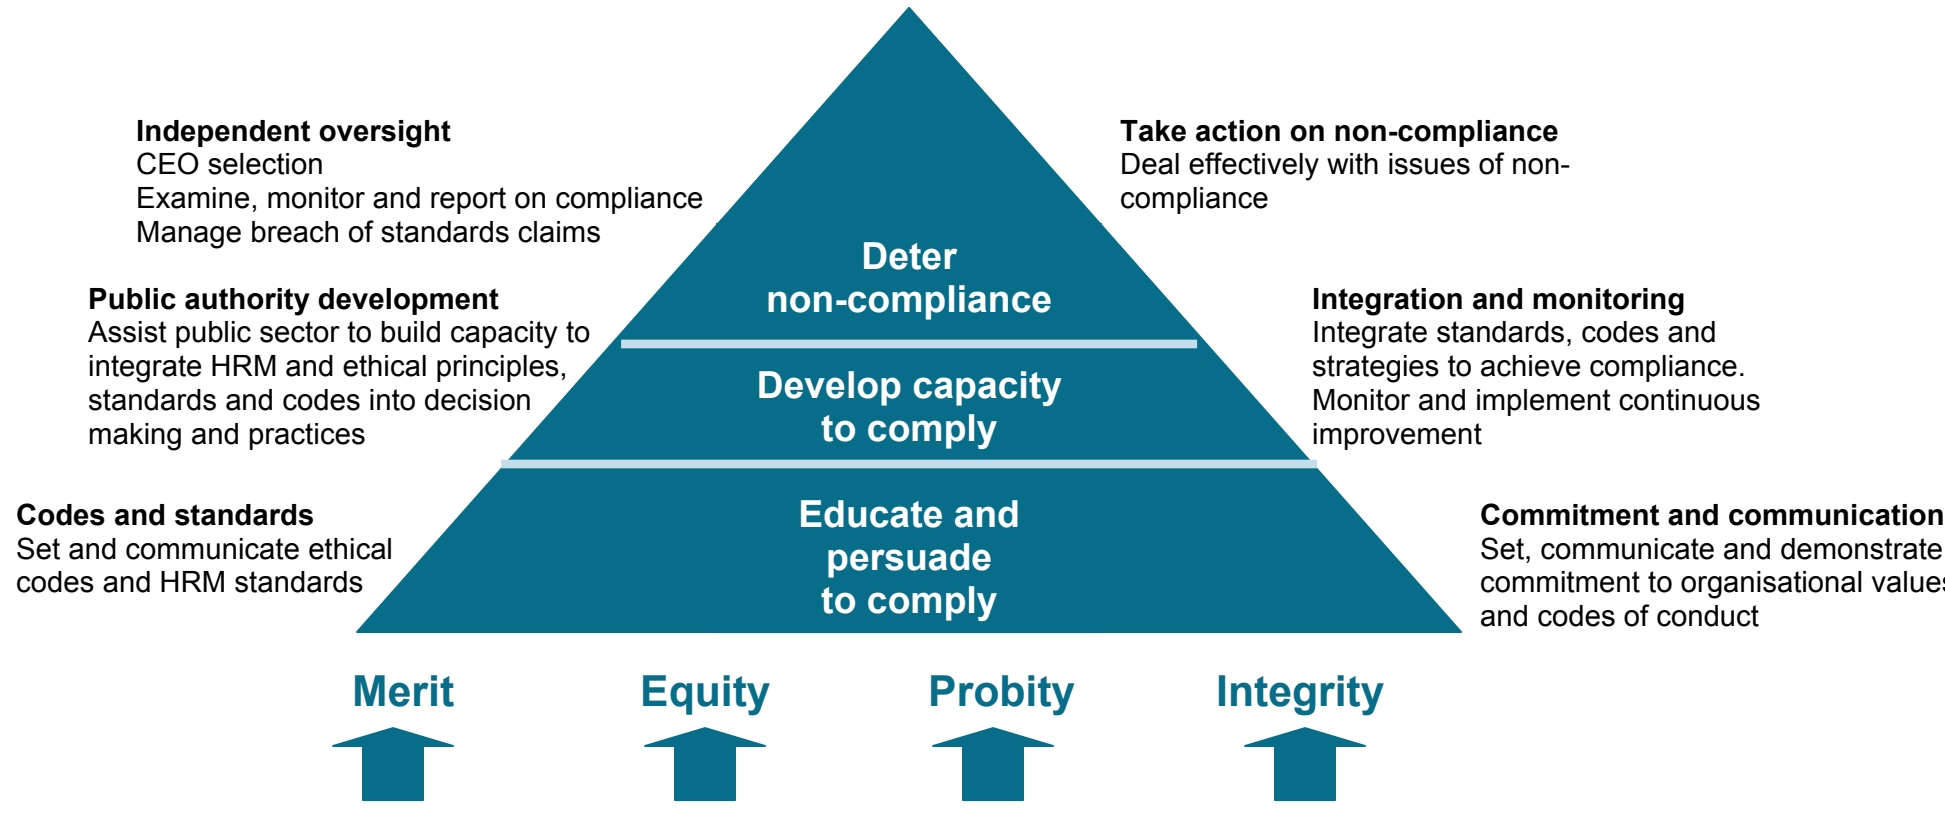 Independent oversight
CEO selection
Examine, monitor and report on compliance
Manage breach of standards claims
Take action on non-compliance
Deal effectively with issues of non-
compliance
Deter
non-compliance
Public authority development
Assist public sector to build capacity to
integrate HRM and ethical principles,
standards and codes into decision
making and practices
Develop capacity
to comply
Integration and monitoring
Integrate standards, codes and
strategies to achieve compliance.
Monitor and implement continuous
improvement
Codes and standards
Set and communicate ethical
codes and HRM standards
Educate and
persuade
to comply
Commitment and communication
Set, communicate and demonstrate
commitment to organisational values
and codes of conduct
Merit
Equity
Probity
Integrity